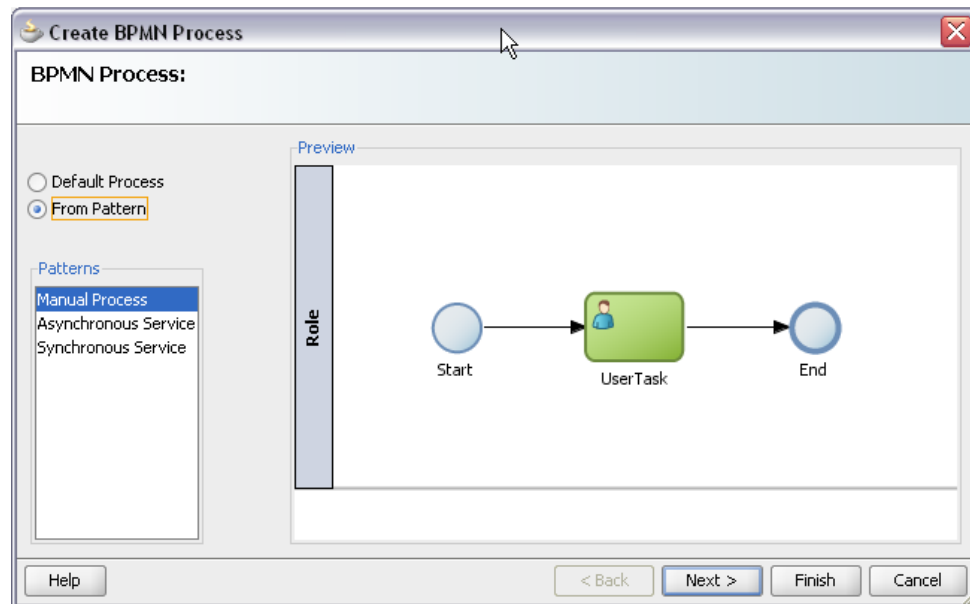 Create BPMN Process
BPMN Process:
Default Process
From Pattern
Patterns
Manual Process
Asynchronous Service
Synchronous Service
Preview
Role
Start
UserTask
End
Help
< Back
Next >
Finish
Cancel